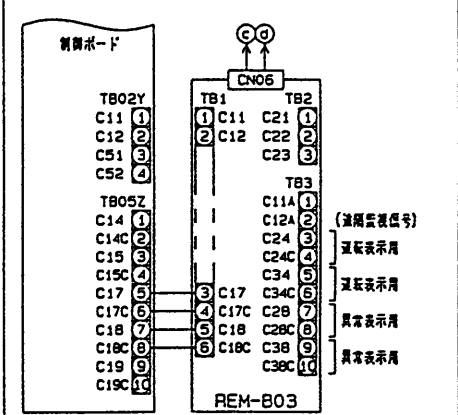 c d
制御ボード
CN06
TB02Y TB1 TB2
C11 1 1 C11 C21 1
C12 2 2 C12 C22 2
C51 3 C23 3
C52 4
TB3
C11A 1
TB05Z
C14 1 C12A 2 (遠隔監視信号)
C14C 2 C24 3
C15 3 C24C 4 運転表示用
C15C 4 C34 5
C17 5 3 C17 C34C 6 運転表示用
C17C 6 4 C17C C28 7
C18 7 5 C18 C28C 8 異常表示用
C18C 8 6 C18C C38 9
C19 9 C38C 10 異常表示用
C19C 10
REM-B03